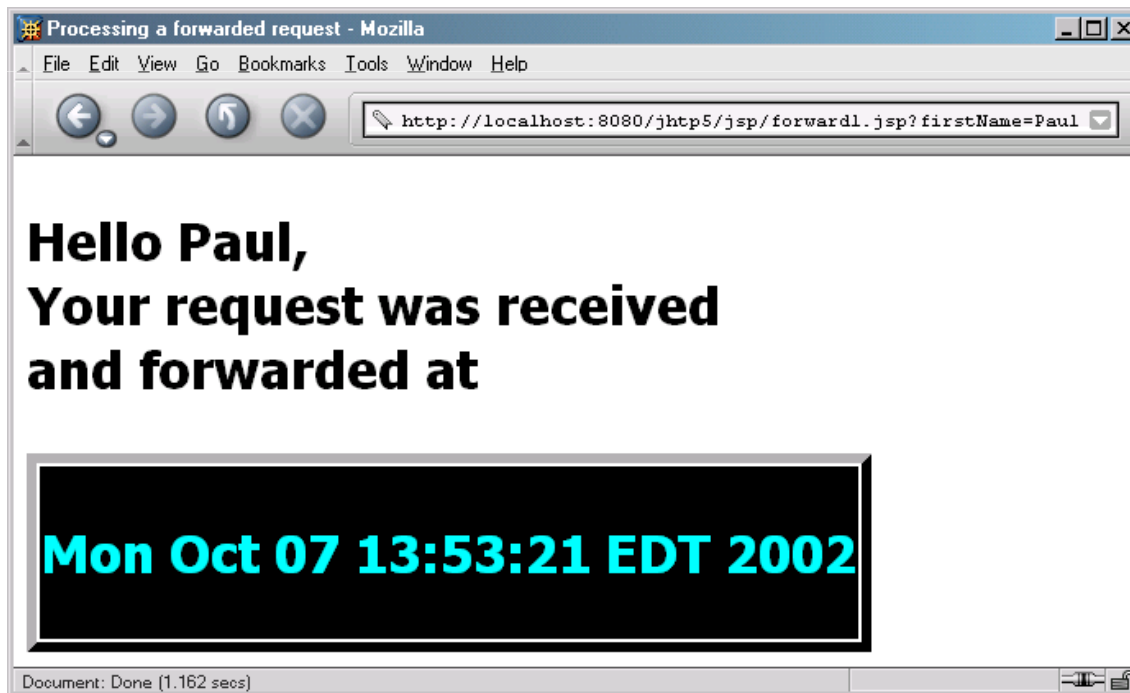 Processing a forwarded request - Mozilla
File Edit View Go Bookmarks Tools Window Help
http://localhost:8080/jhtp5/jsp/forward1.jsp?firstName=Paul
Hello Paul,
Your request was received
and forwarded at
Mon Oct 07 13:53:21 EDT 2002
Document: Done (1.162 secs)